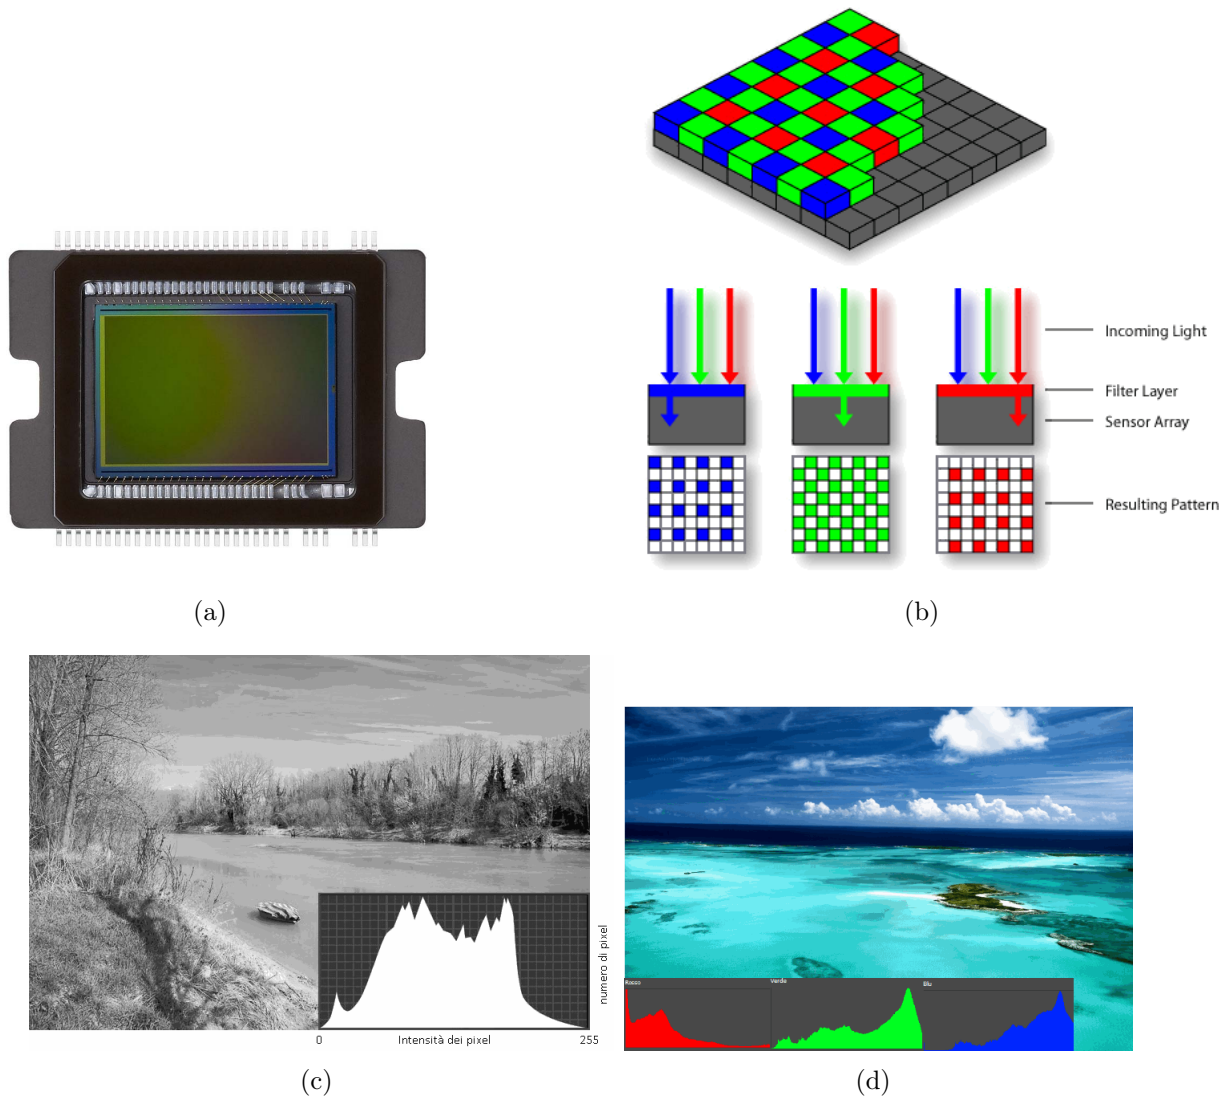 Incoming Light
Filter Layer
Sensor Array
Resulting Pattern
(a)
(b)
numero di pixel
0 Intensità dei pixel 255
Rosso Verde Blu
(c)
(d)